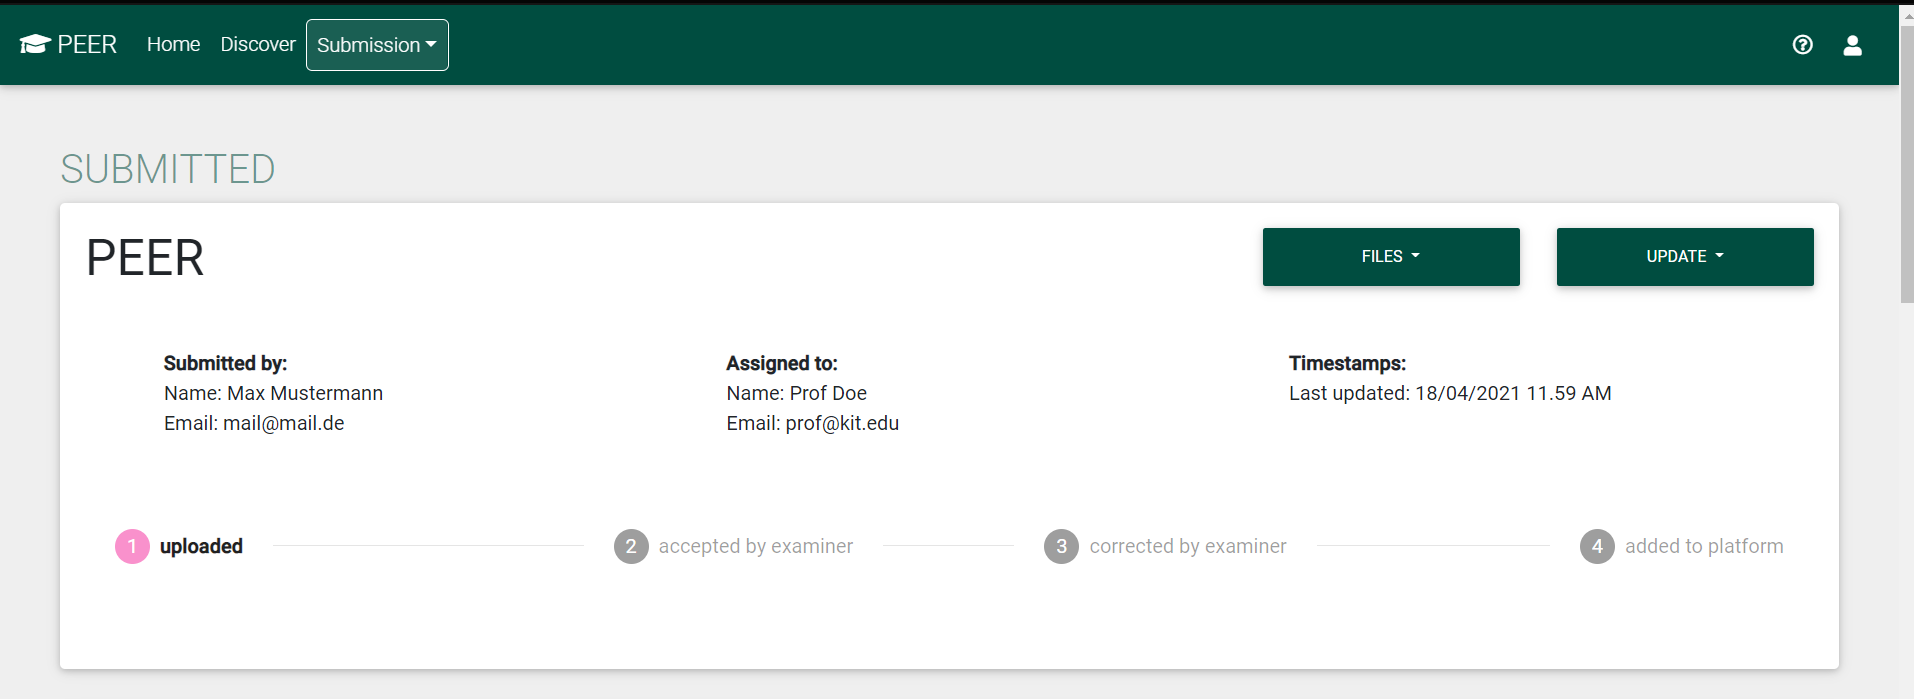 PEER Home Discover Submission
SUBMITTED
PEER
FILES
UPDATE
Submitted by:
Name: Max Mustermann
Email: mail@mail.de
Assigned to:
Name: Prof Doe
Email: prof@kit.edu
Timestamps:
Last updated: 18/04/2021 11.59 AM
1 uploaded
2 accepted by examiner
3 corrected by examiner
4 added to platform